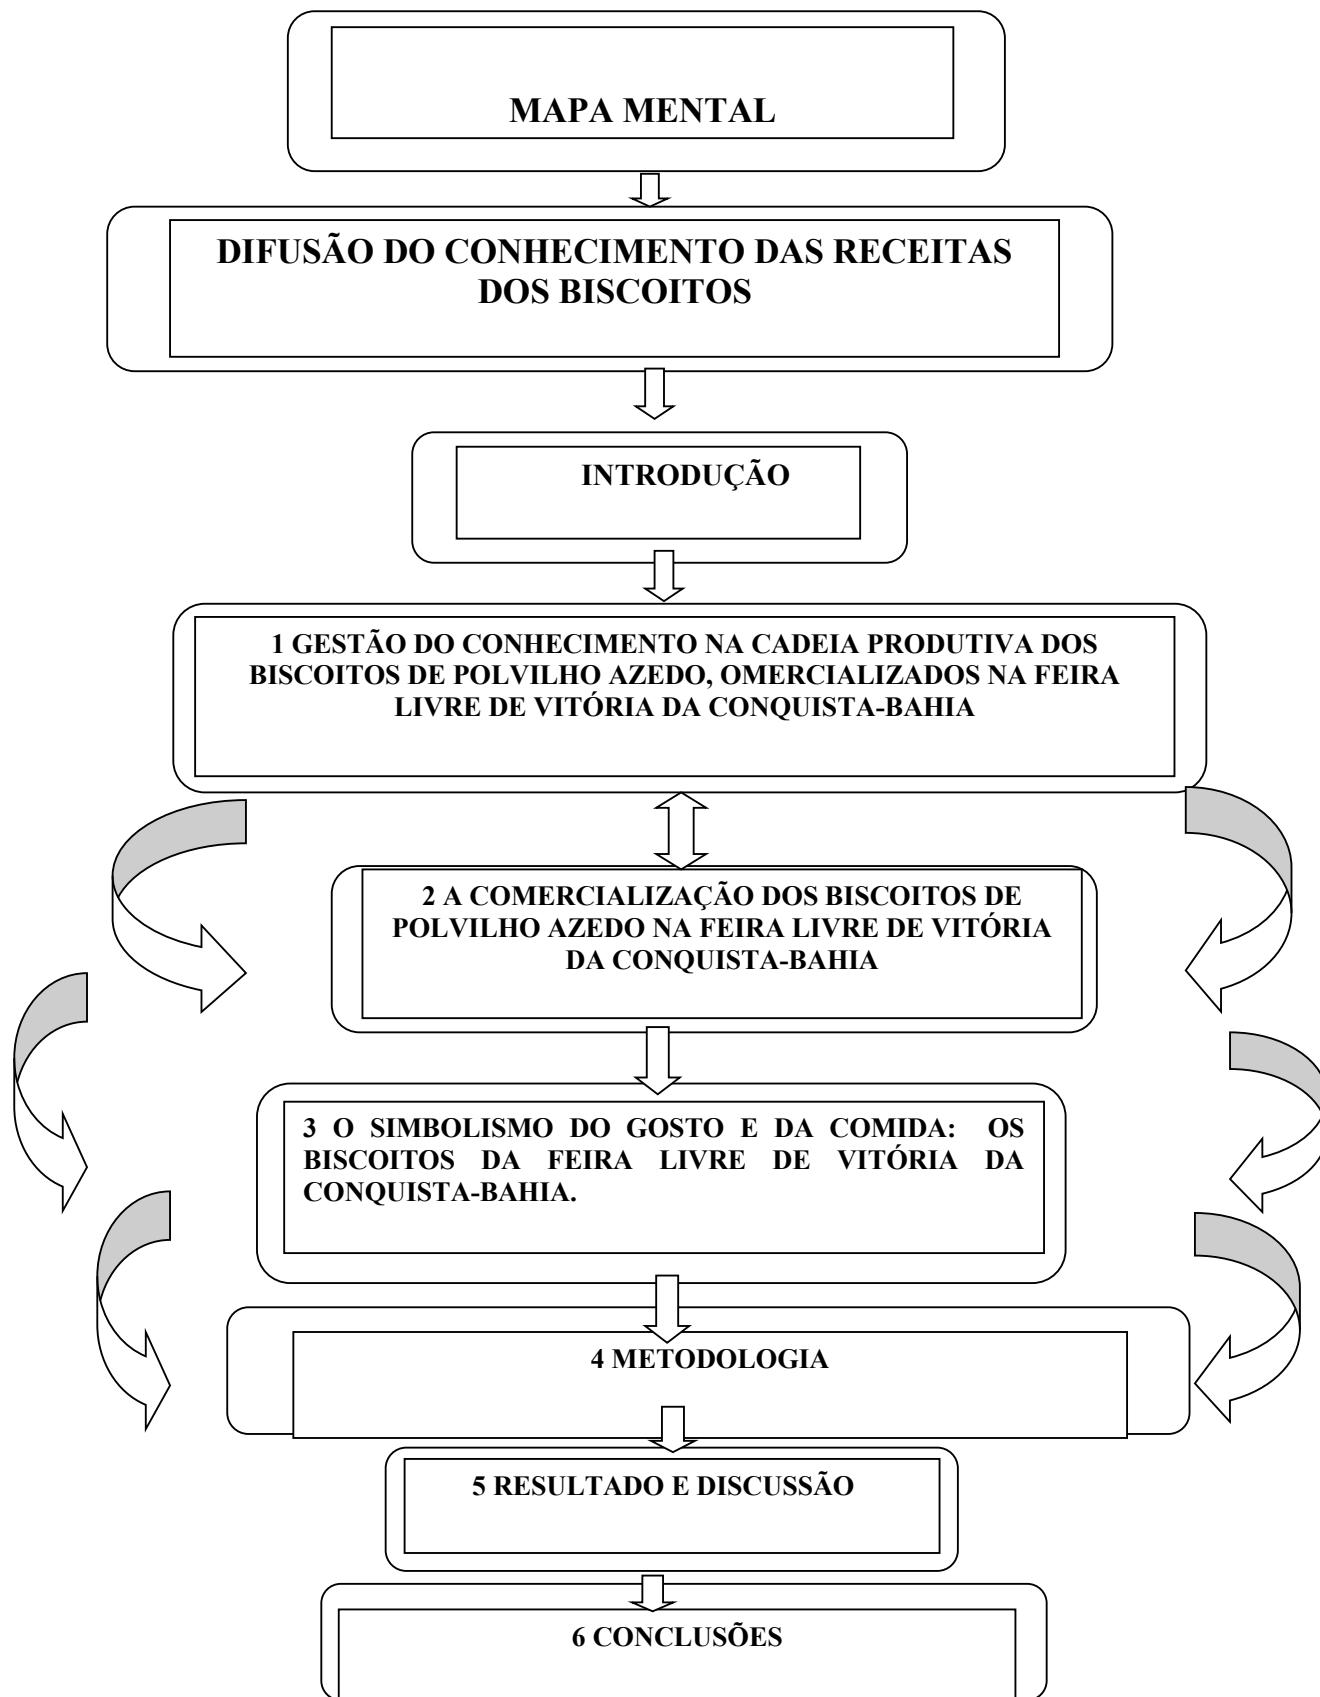 MAPA MENTAL
DIFUSÃO DO CONHECIMENTO DAS RECEITAS
DOS BISCOITOS
INTRODUÇÃO
1 GESTÃO DO CONHECIMENTO NA CADEIA PRODUTIVA DOS
BISCOITOS DE POLVILHO AZEDO, OMERCIALIZADOS NA FEIRA
LIVRE DE VITÓRIA DA CONQUISTA-BAHIA
2 A COMERCIALIZAÇÃO DOS BISCOITOS DE
POLVILHO AZEDO NA FEIRA LIVRE DE VITÓRIA
DA CONQUISTA-BAHIA
3 O SIMBOLISMO DO GOSTO E DA COMIDA: OS
BISCOITOS DA FEIRA LIVRE DE VITÓRIA DA
CONQUISTA-BAHIA.
4 METODOLOGIA
5 RESULTADO E DISCUSSÃO
6 CONCLUSÕES